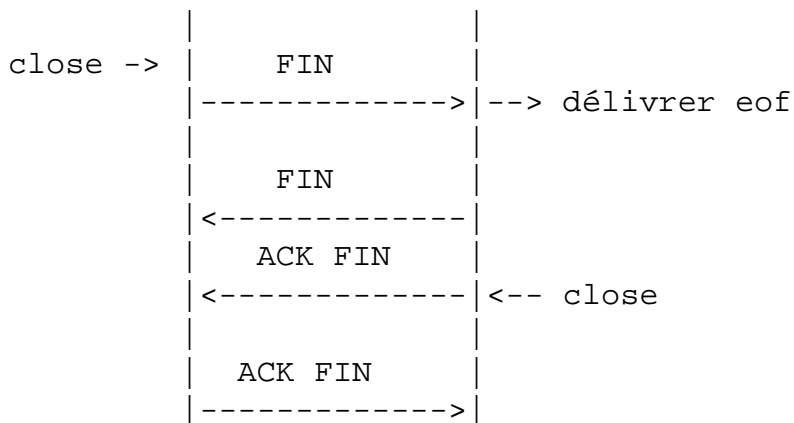 close -> FIN
--> délivrer eof
FIN
ACK FIN
<-- close
ACK FIN